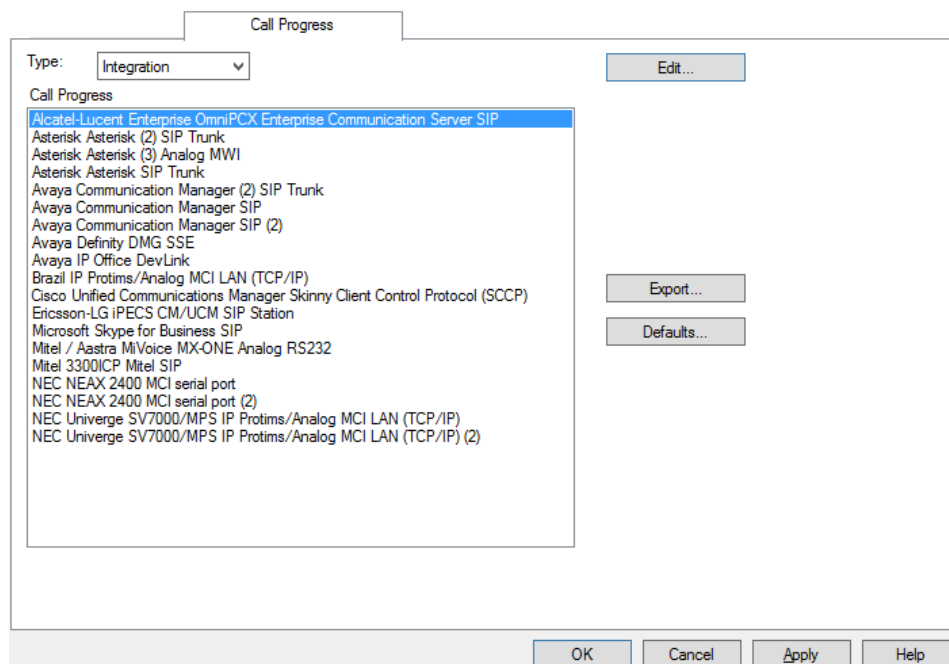 Call Progress
Type:
Integration
Edit...
Call Progress
Alcatel-Lucent Enterprise OmniPCX Enterprise Communication Server SIP
Asterisk Asterisk (2) SIP Trunk
Asterisk Asterisk (3) Analog MWI
Asterisk Asterisk SIP Trunk
Avaya Communication Manager (2) SIP Trunk
Avaya Communication Manager SIP
Avaya Communication Manager SIP (2)
Avaya Definity DMG SSE
Avaya IP Office DevLink
Brazil IP Protims/Analog MCI LAN (TCP/IP)
Cisco Unified Communications Manager Skinny Client Control Protocol (SCCP)
Ericsson-LG iPECS CM/UCM SIP Station
Microsoft Skype for Business SIP
Mitel / Aastra MiVoice MX-ONE Analog RS232
Mitel 3300ICP Mitel SIP
NEC NEAX 2400 MCI serial port
NEC NEAX 2400 MCI serial port (2)
NEC Univerge SV7000/MPS IP Protims/Analog MCI LAN (TCP/IP)
NEC Univerge SV7000/MPS IP Protims/Analog MCI LAN (TCP/IP) (2)
Export...
Defaults...
OK
Cancel
Apply
Help